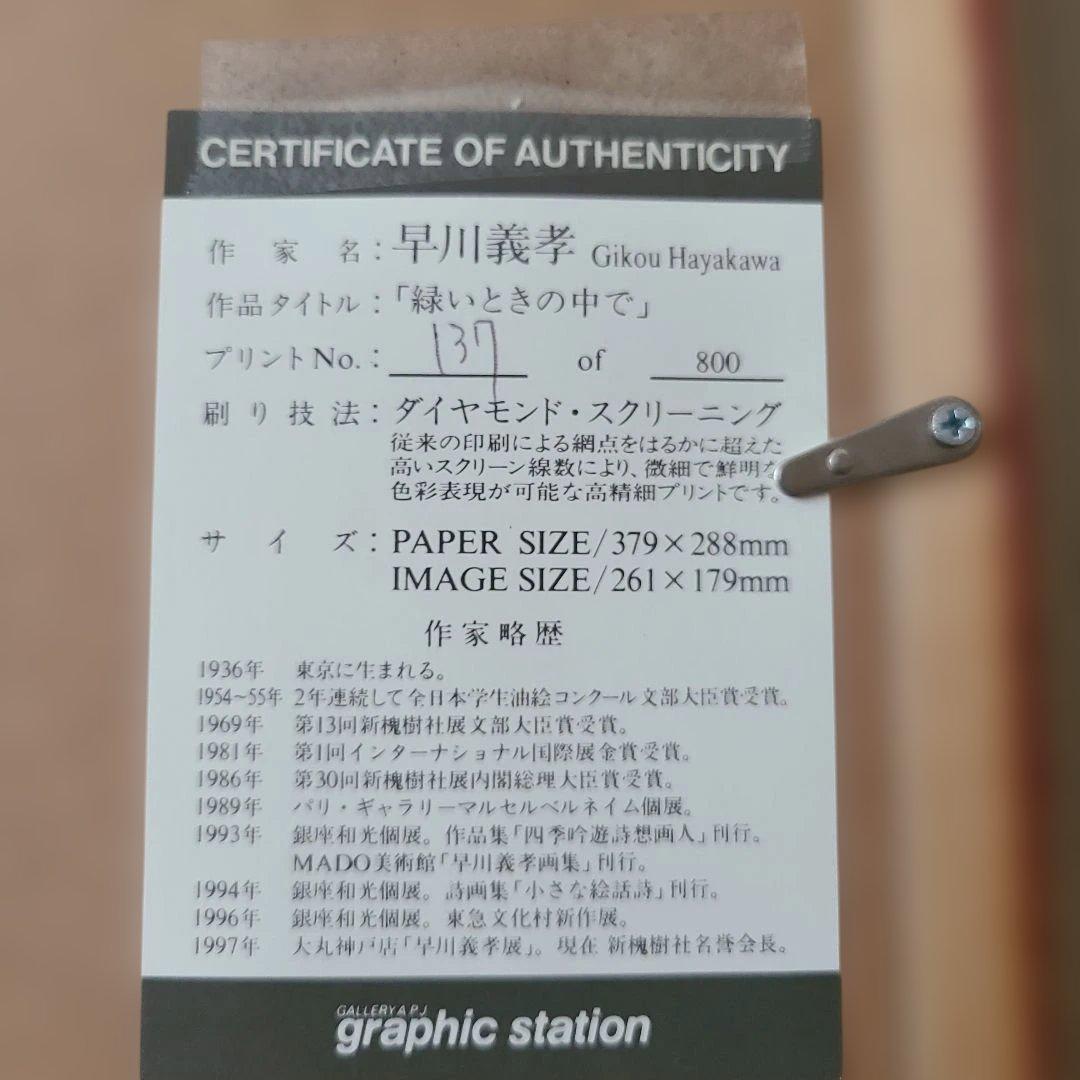 CERTIFICATE OF AUTHENTICITY
作家名：早川義孝 Gikou Hayakawa
作品タイトル：「緑いときの中で」
プリントNo.：137 of 800
刷り技法：ダイヤモンド・スクリーニング
従来の印刷による網点をはるかに超えた
高いスクリーン線数により、微細で鮮明な
色彩表現が可能な高精細プリントです。
サイズ：PAPER SIZE/379×288mm
IMAGE SIZE/261×179mm
作家略歴
1936年 東京に生まれる。
1954~55年 2年連続して全日本学生油絵コンクール文部大臣賞受賞。
1969年 第13回新槐樹社展文部大臣賞受賞。
1981年 第1回インターナショナル国際展金賞受賞。
1986年 第30回新槐樹社展内閣総理大臣賞受賞。
1989年 パリ・ギャラリーマルセルベルネイム個展。
1993年 銀座和光個展。作品集「四季吟遊詩想画人」刊行。
MADO美術館「早川義孝画集」刊行。
1994年 銀座和光個展。詩画集「小さな絵話詩」刊行。
1996年 銀座和光個展。東急文化村新作展。
1997年 大丸神戸店「早川義孝展」。現在 新槐樹社名誉会長。
GALLERY A P J
graphic station